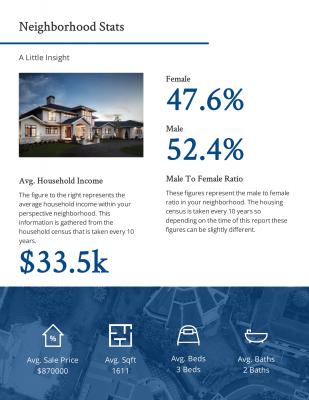 Neighborhood Stats
A Little Insight
Female
47.6%
Male
52.4%
Avg. Household Income
The figure to the right represents the
average household income within your
perspective neighborhood. This
information is gathered from the
household census that is taken every 10
years.
$33.5k
Male To Female Ratio
These figures represent the male to female
ratio in your neighborhood. The housing
census is taken every 10 years so
depending on the time of this report these
figures can be slightly different.
%
Avg. Sale Price
$870000
Avg. Sqft
1611
Avg. Beds
3 Beds
Avg. Baths
2 Baths